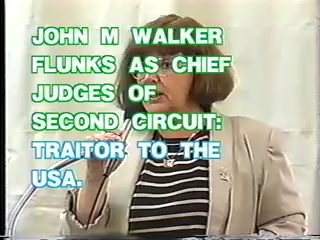 JOHN M WALKER
FLUNKS AS CHIEF
JUDGES OF
SECOND CIRCUIT:
TRAITOR TO THE
USA.